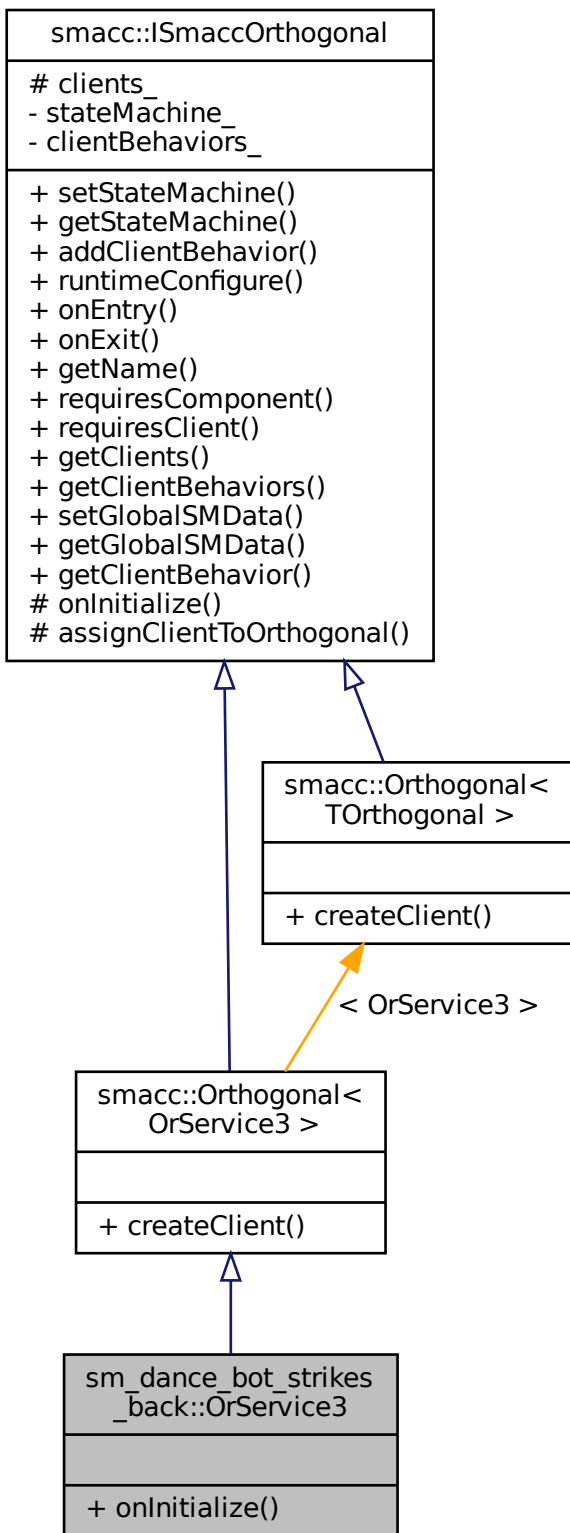 smacc::ISmaccOrthogonal
# clients_
- stateMachine_
- clientBehaviors_
+ setStateMachine()
+ getStateMachine()
+ addClientBehavior()
+ runtimeConfigure()
+ onEntry()
+ onExit()
+ getName()
+ requiresComponent()
+ requiresClient()
+ getClients()
+ getClientBehaviors()
+ setGlobalSMData()
+ getGlobalSMData()
+ getClientBehavior()
# onInitialize()
# assignClientToOrthogonal()
smacc::Orthogonal<
TOrthogonal >
+ createClient()
< OrService3 >
smacc::Orthogonal<
OrService3 >
+ createClient()
sm_dance_bot_strikes
_back::OrService3
+ onInitialize()